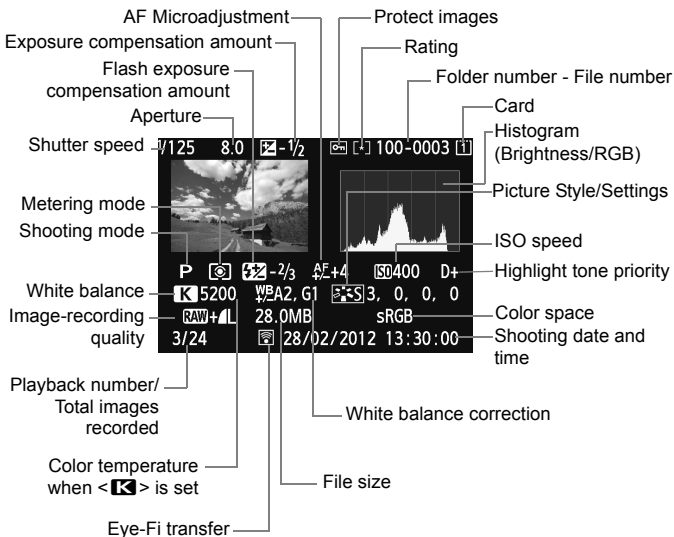 AF Microadjustment
Protect images
Exposure compensation amount
Rating
Flash exposure
compensation amount
Folder number - File number
Aperture
Card
Shutter speed
Histogram
(Brightness/RGB)
/125 8.0 -1/2 [★] 100-0003 1
Picture Style/Settings
Metering mode
Shooting mode
ISO speed
P -2/3 AF+4 ISO400 D+
Highlight tone priority
White balance
K 5200 WB A2, G1 S 3, 0, 0, 0
Image-recording
quality
RAW+L 28.0MB sRGB
Color space
3/24 28/02/2012 13:30:00
Shooting date and
time
Playback number/
Total images
recorded
White balance correction
Color temperature
when <K> is set
File size
Eye-Fi transfer